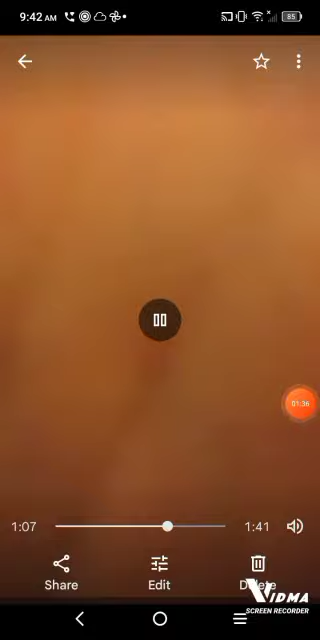 9:42 AM
85
01:36
1:07
1:41
Share
Edit
Delete
VIDMA
SCREEN RECORDER